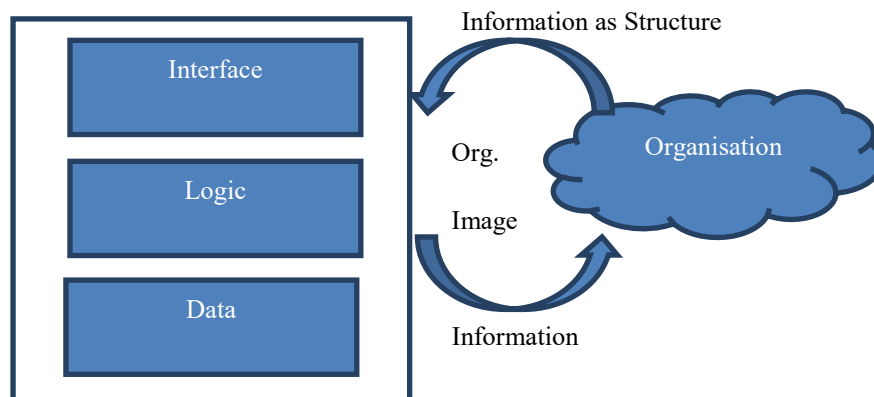 Information as Structure
Interface
Org.
Organisation
Logic
Image
Data
Information